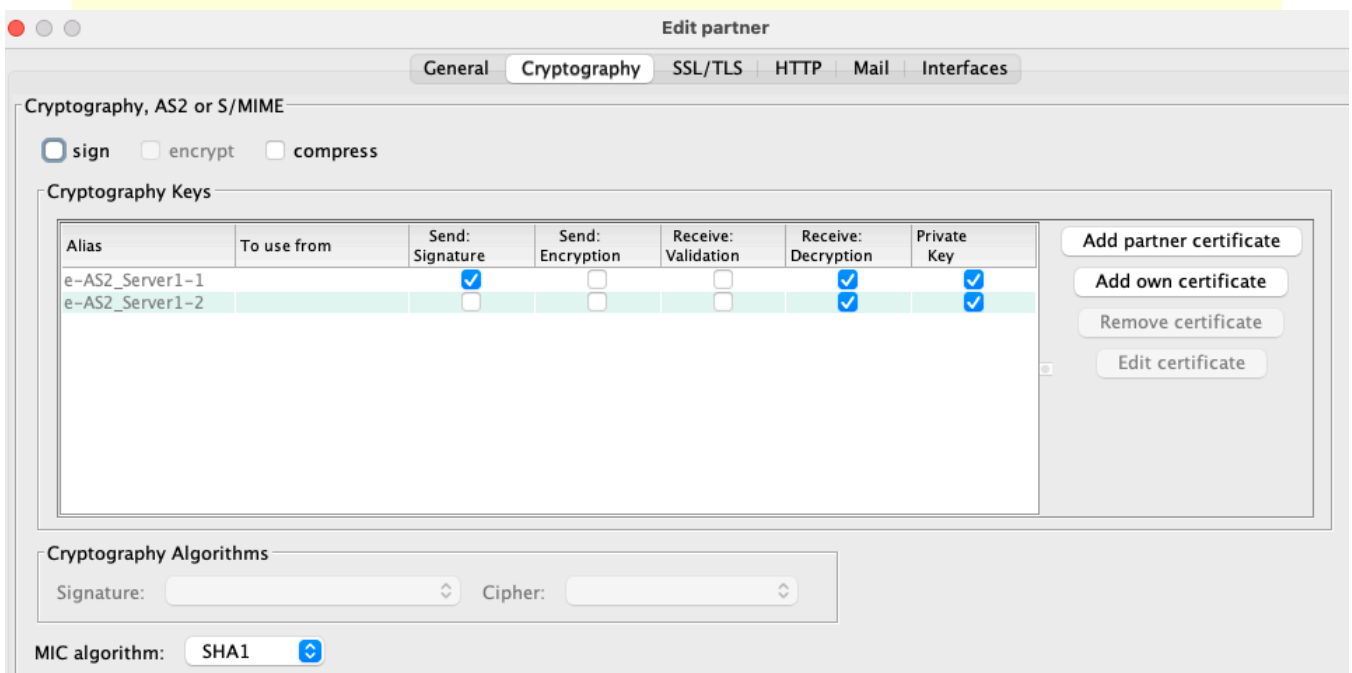 Edit partner
General Cryptography SSL/TLS HTTP Mail Interfaces
Cryptography, AS2 or S/MIME
sign encrypt compress
Cryptography Keys
Alias To use from Send: Signature Send: Encryption Receive: Validation Receive: Decryption Private Key
e-AS2_Server1-1
e-AS2_Server1-2
Add partner certificate
Add own certificate
Remove certificate
Edit certificate
Cryptography Algorithms
Signature: Cipher:
MIC algorithm: SHA1